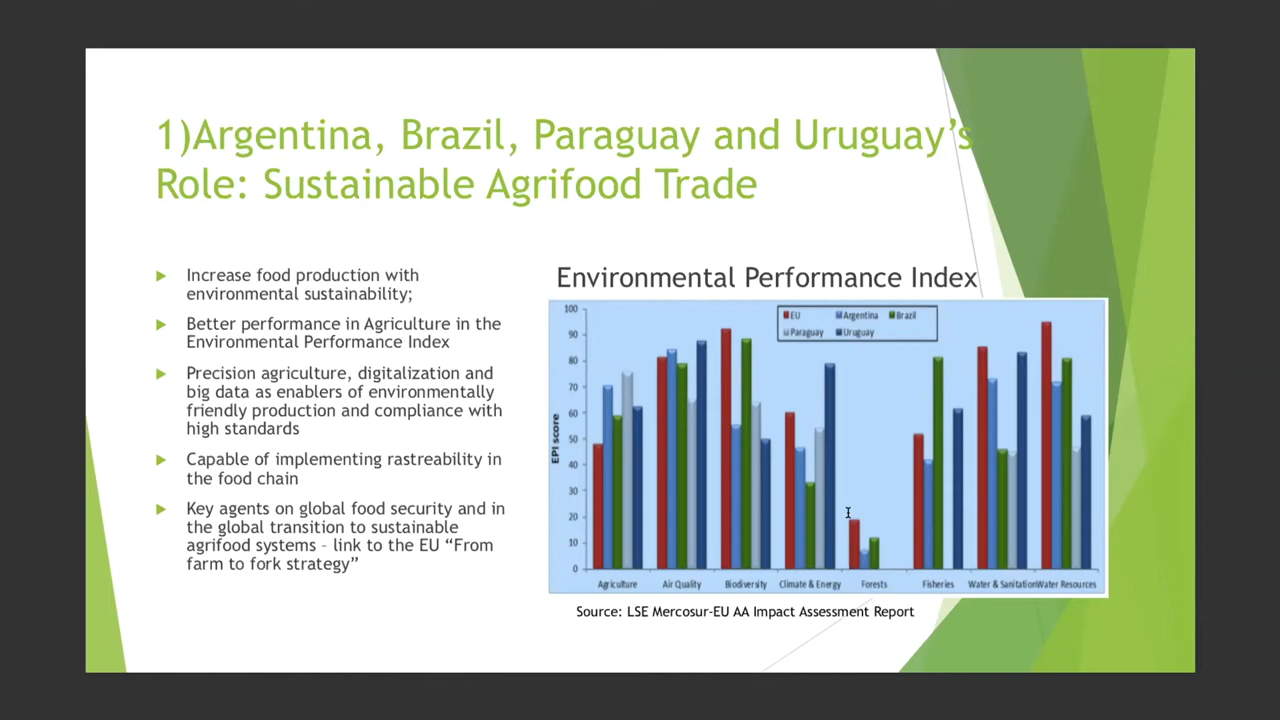 1)Argentina, Brazil, Paraguay and Uruguay’s
Role: Sustainable Agrifood Trade
Increase food production with
environmental sustainability;
Better performance in Agriculture in the
Environmental Performance Index
Precision agriculture, digitalization and
big data as enablers of environmentally
friendly production and compliance with
high standards
Capable of implementing rastreability in
the food chain
Key agents on global food security and in
the global transition to sustainable
agrifood systems – link to the EU “From
farm to fork strategy”
Environmental Performance Index
EU Argentina Brazil
Paraguay Uruguay
EPI score
100
90
80
70
60
50
40
30
20
10
0
Agriculture Air Quality Biodiversity Climate & Energy Forests Fisheries Water & Sanitation Water Resources
Source: LSE Mercosur-EU AA Impact Assessment Report